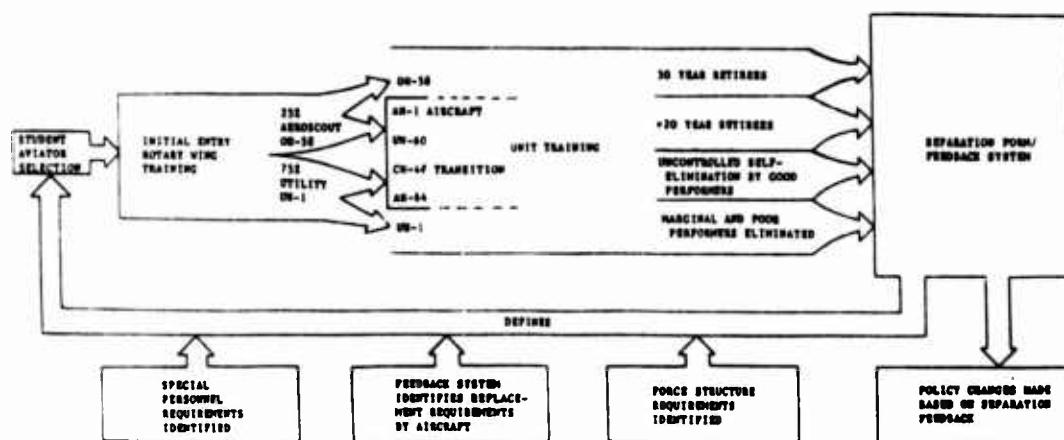 STUDENT
AVIATOR
SELECTION
INITIAL ENTRY
ROTARY WING
TRAINING
25%
AEROSCOUT
OH-58
75%
UTILITY
UH-1
OH-58
AH-1 AIRCRAFT
UH-60
CH-47 TRANSITION
AH-64
UH-1
UNIT TRAINING
30 YEAR RETIREES
+20 YEAR RETIREES
UNCONTROLLED SELF-
ELIMINATION BY GOOD
PERFORMERS
MARGINAL AND POOR
PERFORMERS ELIMINATED
SEPARATION FORM/
FEEDBACK SYSTEM
DEFINES
SPECIAL
PERSONNEL
REQUIREMENTS
IDENTIFIED
FEEDBACK SYSTEM
IDENTIFIES REPLACE-
MENT REQUIREMENTS
BY AIRCRAFT
FORCE STRUCTURE
REQUIREMENTS
IDENTIFIED
POLICY CHANGES MADE
BASED ON SEPARATION
FEEDBACK